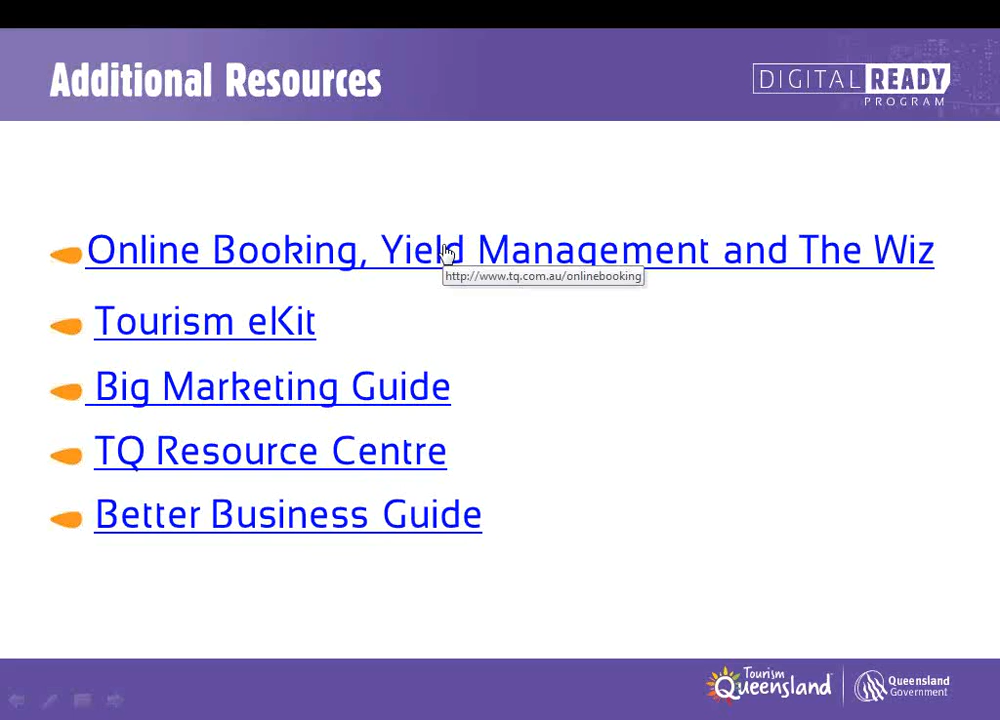 Additional Resources
DIGITAL READY
PROGRAM
Online Booking, Yield Management and The Wiz
http://www.tq.com.au/onlinebooking
Tourism eKit
Big Marketing Guide
TQ Resource Centre
Better Business Guide
Tourism
Queensland
Queensland
Government